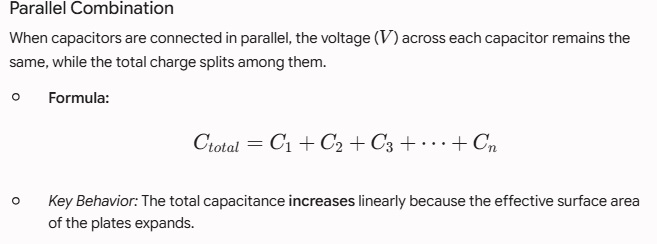 Parallel Combination
When capacitors are connected in parallel, the voltage (V) across each capacitor remains the
same, while the total charge splits among them.
○ Formula:
C_{total} = C_1 + C_2 + C_3 + ⋯ + C_n
○ Key Behavior: The total capacitance increases linearly because the effective surface area
of the plates expands.